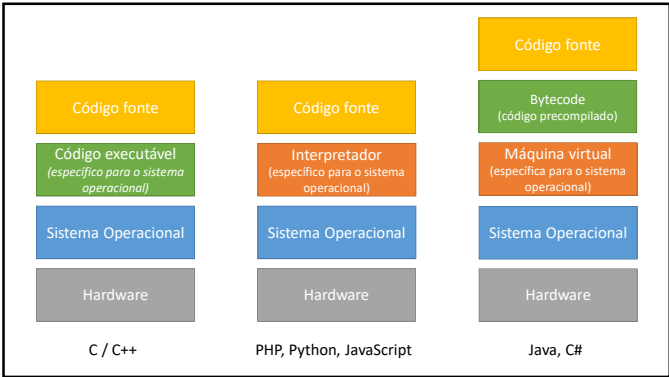 Código fonte
Código executável
(específico para o sistema
operacional)
Sistema Operacional
Hardware
C / C++
Código fonte
Interpretador
(específico para o sistema
operacional)
Sistema Operacional
Hardware
PHP, Python, JavaScript
Código fonte
Bytecode
(código precompilado)
Máquina virtual
(específica para o sistema
operacional)
Sistema Operacional
Hardware
Java, C#